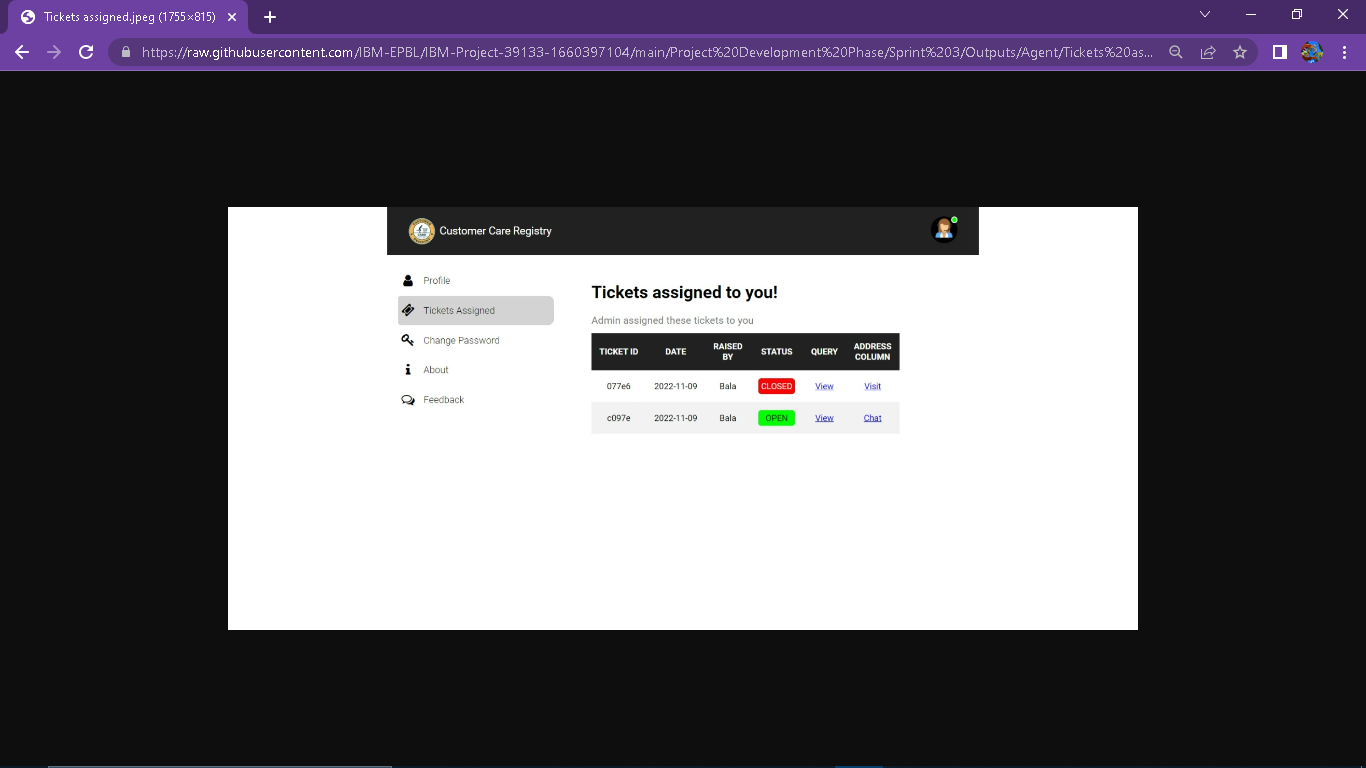 Tickets assigned.jpeg (1755×815)
https://raw.githubusercontent.com/IBM-EPBL/IBM-Project-39133-1660397104/main/Project%20Development%20Phase/Sprint%203/Outputs/Agent/Tickets%20as...
Customer Care Registry
Profile
Tickets Assigned
Change Password
About
Feedback
Tickets assigned to you!
Admin assigned these tickets to you
TICKET ID DATE RAISED BY STATUS QUERY ADDRESS COLUMN
077e6 2022-11-09 Bala CLOSED View Visit
c097e 2022-11-09 Bala OPEN View Chat